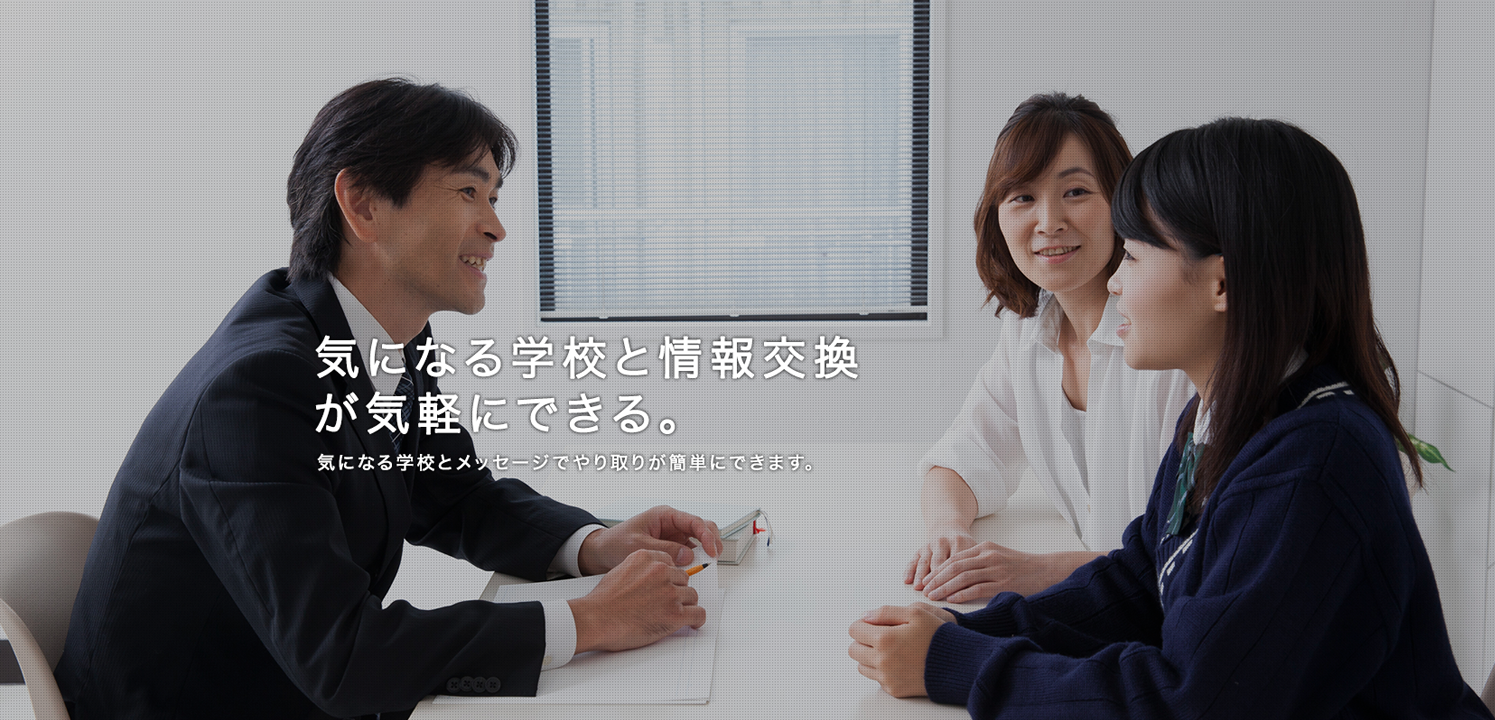 気になる学校と情報交換
が気軽にできる。
気になる学校とメッセージでやり取りが簡単にできます。